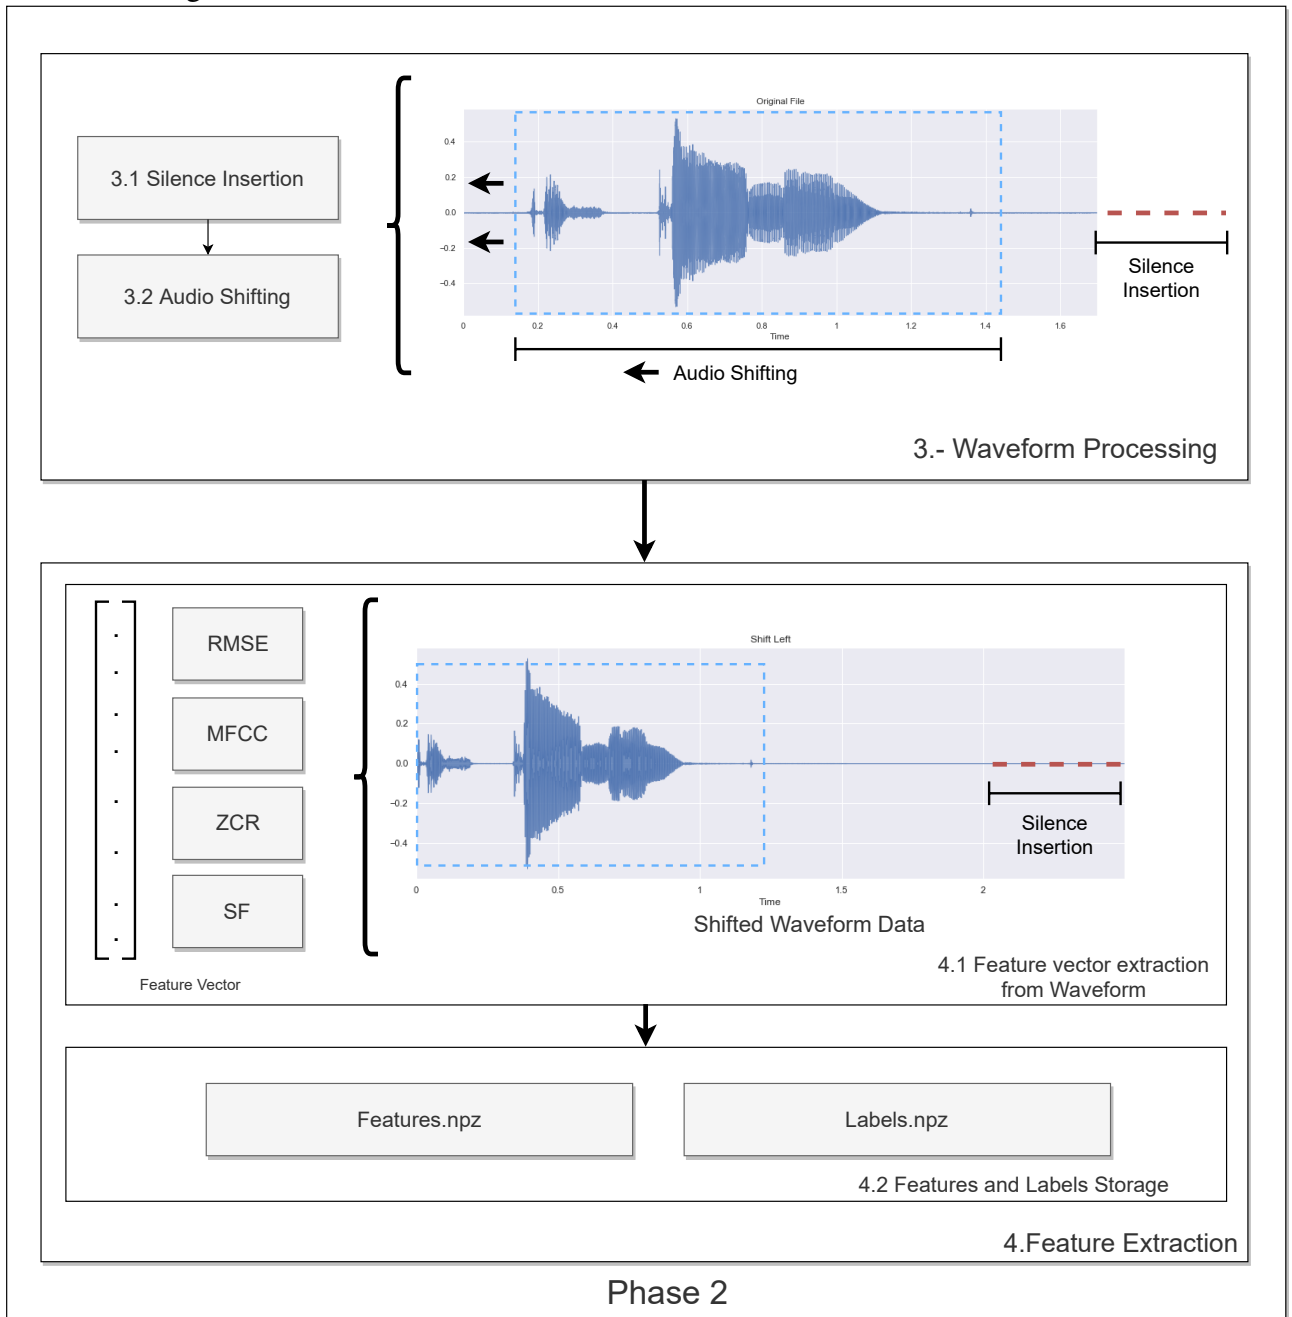 3.1 Silence Insertion
3.2 Audio Shifting
Original File
0.4
0.2
0.0
−0.2
−0.4
0
0.2
0.4
0.6
0.8
1
1.2
1.4
1.6
Time
Silence
Insertion
Audio Shifting
3.- Waveform Processing
RMSE
MFCC
ZCR
SF
Feature Vector
Shift Left
0.4
0.2
0.0
−0.2
−0.4
0
0.5
1
1.5
2
Time
Silence
Insertion
Shifted Waveform Data
4.1 Feature vector extraction
from Waveform
Features.npz
Labels.npz
4.2 Features and Labels Storage
4.Feature Extraction
Phase 2